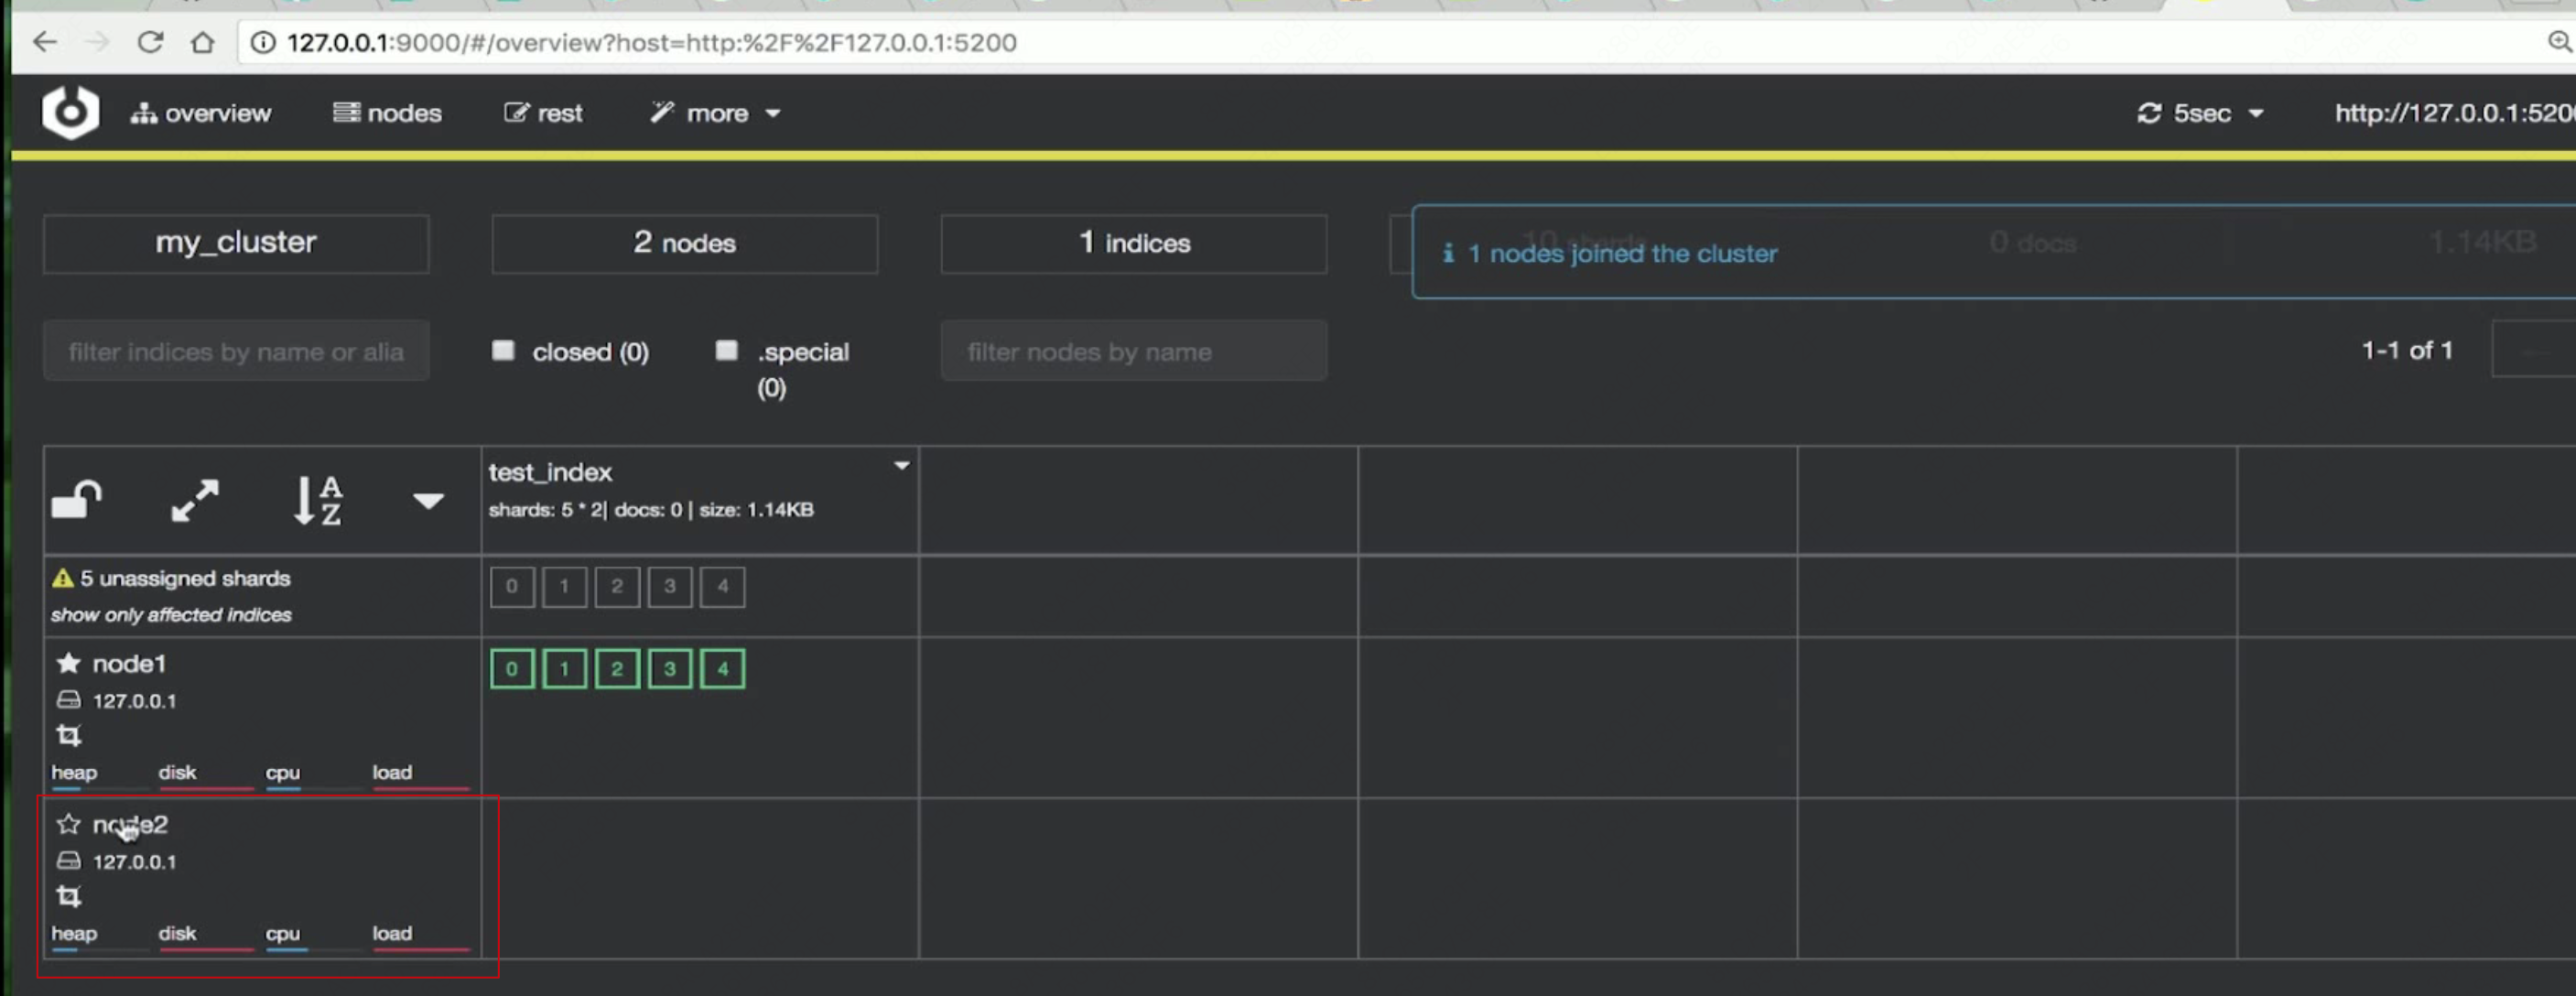 127.0.0.1:9000/#/overview?host=http:%2F%2F127.0.0.1:5200
overview nodes rest more 5sec http://127.0.0.1:520
my_cluster 2 nodes 1 indices 10 shards 0 docs 1.14KB
1 nodes joined the cluster
filter indices by name or alia closed (0) .special (0) filter nodes by name 1-1 of 1
test_index
shards: 5 * 2| docs: 0 | size: 1.14KB
5 unassigned shards 0 1 2 3 4
show only affected indices
node1 0 1 2 3 4
127.0.0.1
heap disk cpu load
node2
127.0.0.1
heap disk cpu load